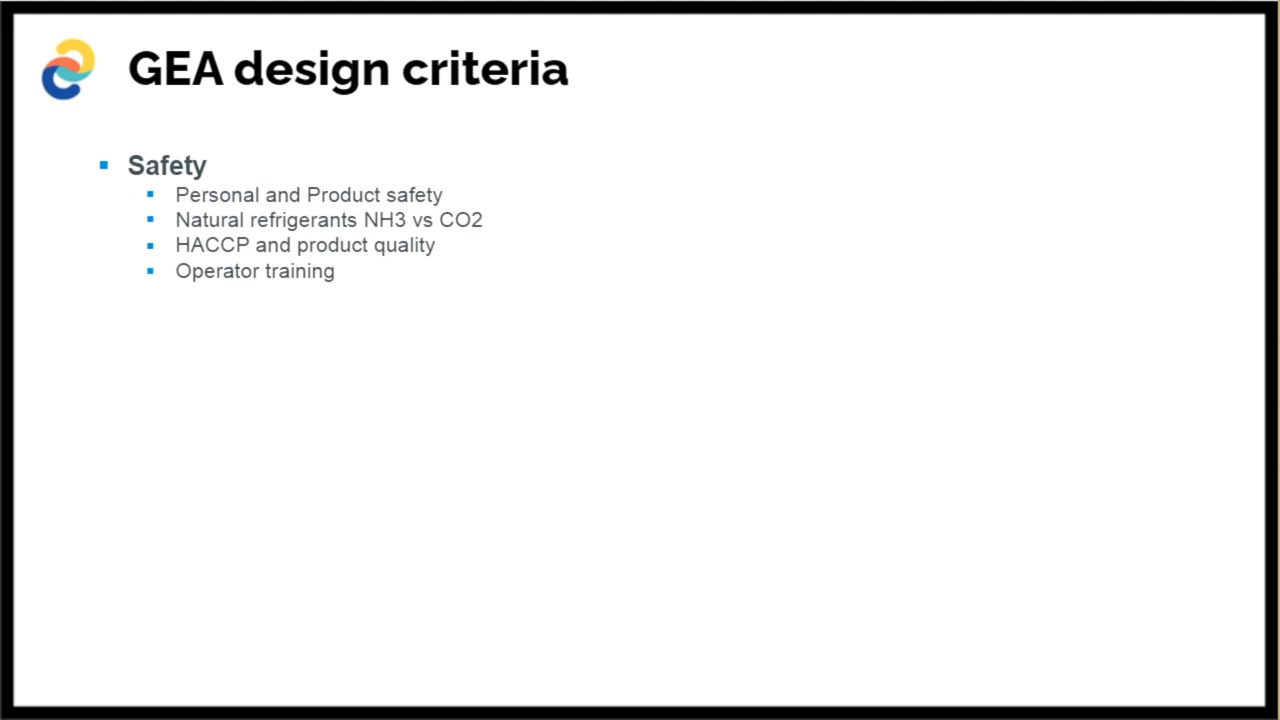 GEA design criteria
Safety
Personal and Product safety
Natural refrigerants NH3 vs CO2
HACCP and product quality
Operator training